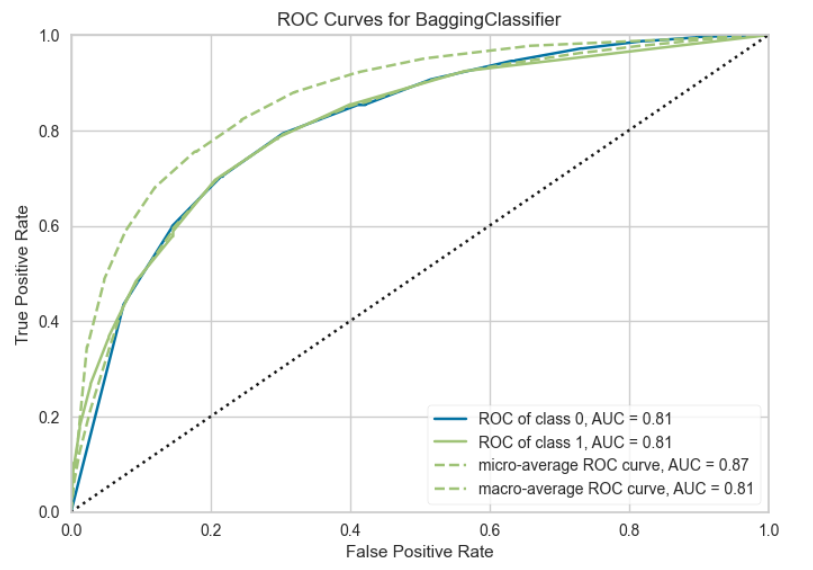 ROC Curves for BaggingClassifier
1.0
0.8
0.6
0.4
0.2
0.0
True Positive Rate
ROC of class 0, AUC = 0.81
ROC of class 1, AUC = 0.81
micro-average ROC curve, AUC = 0.87
macro-average ROC curve, AUC = 0.81
0.0 0.2 0.4 0.6 0.8 1.0
False Positive Rate